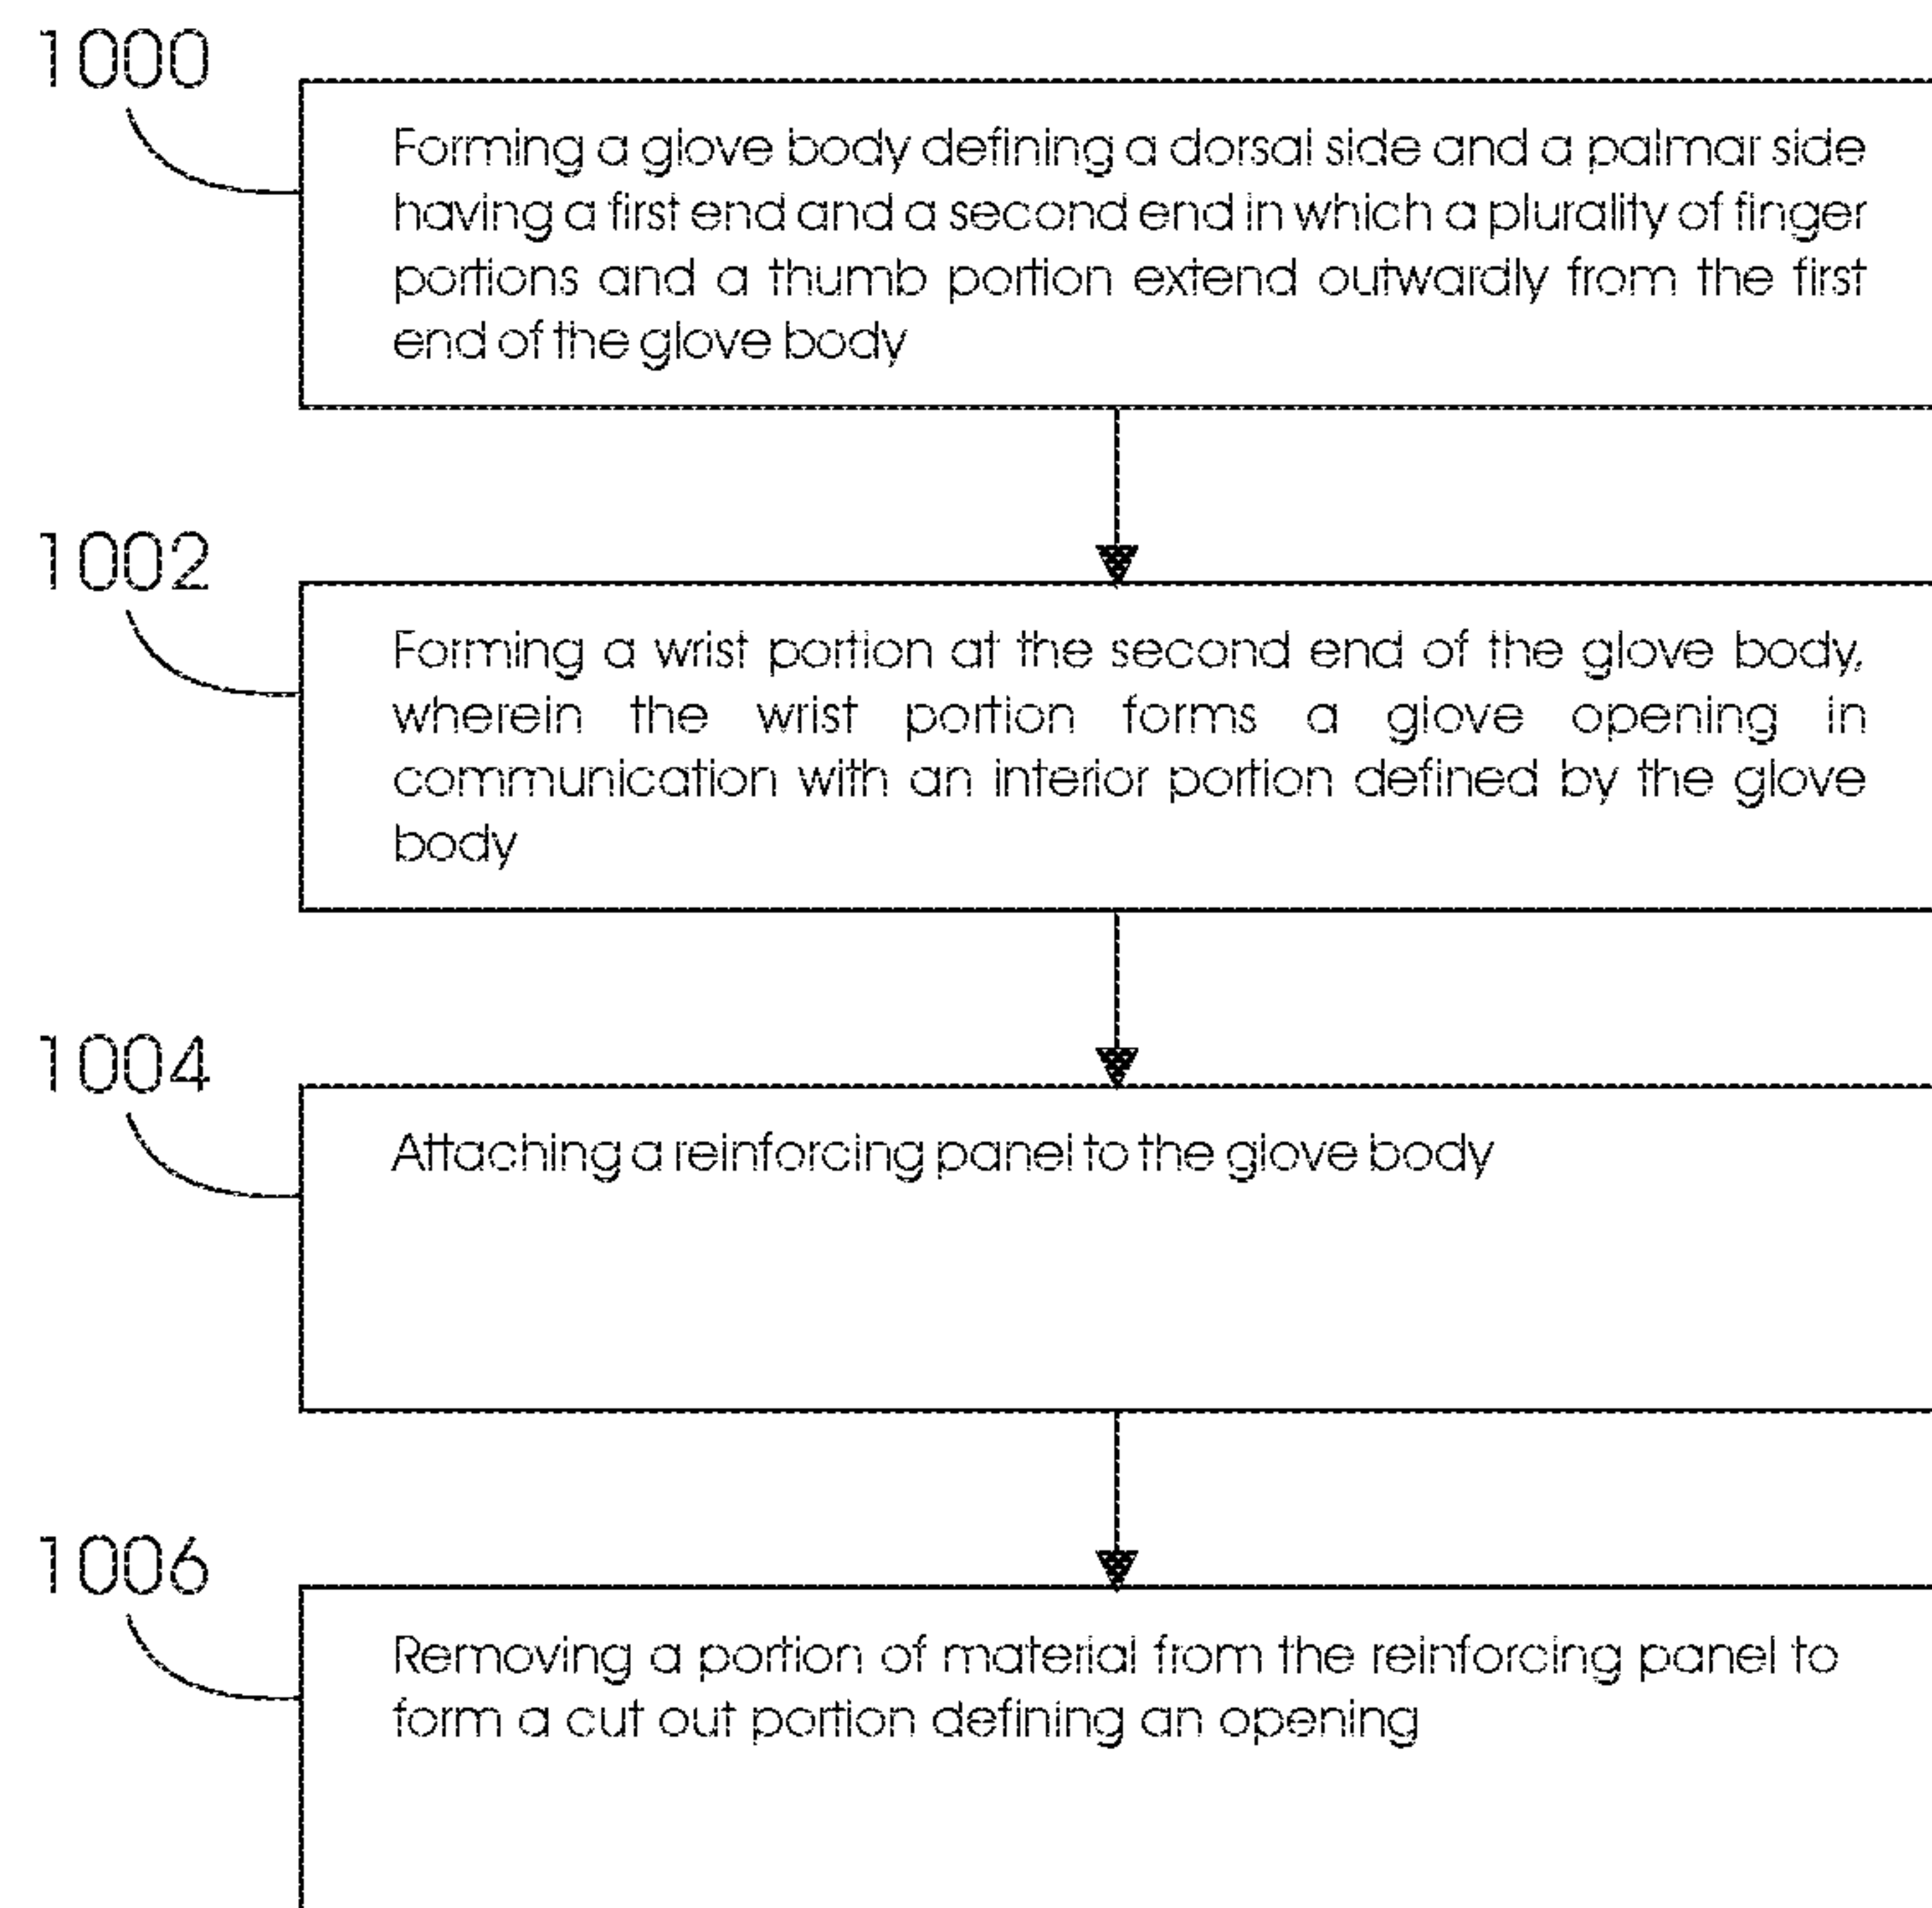 1000
Forming a glove body defining a dorsal side and a palmar side
having a first end and a second end in which a plurality of finger
portions and a thumb portion extend outwardly from the first
end of the glove body
1002
Forming a wrist portion at the second end of the glove body,
wherein the wrist portion forms a glove opening in
communication with an interior portion defined by the glove
body
1004
Attaching a reinforcing panel to the glove body
1006
Removing a portion of material from the reinforcing panel to
form a cut out portion defining an opening